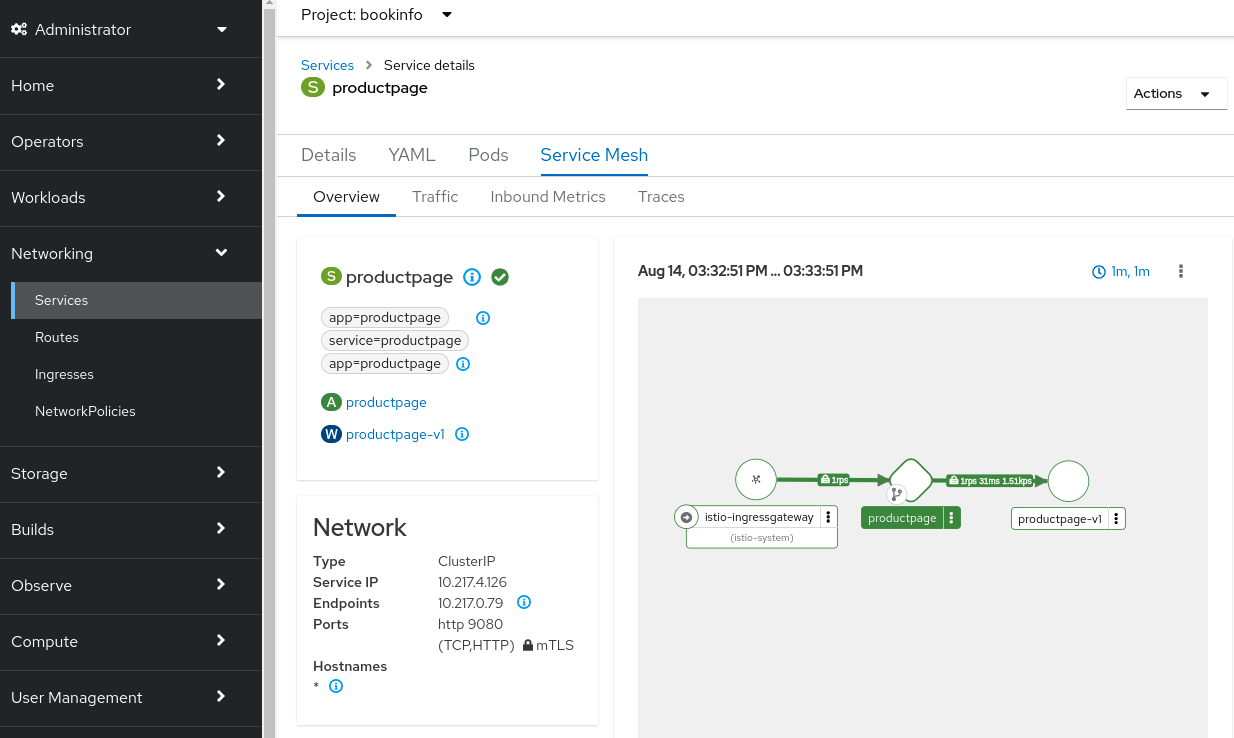 Administrator
Home
Operators
Workloads
Networking
Services
Routes
Ingresses
NetworkPolicies
Storage
Builds
Observe
Compute
User Management
Project: bookinfo
Services > Service details
S productpage
Actions
Details YAML Pods Service Mesh
Overview Traffic Inbound Metrics Traces
S productpage
app=productpage
service=productpage
app=productpage
A productpage
W productpage-v1
Network
Type ClusterIP
Service IP 10.217.4.126
Endpoints 10.217.0.79
Ports http 9080
(TCP,HTTP) mTLS
Hostnames
*
Aug 14, 03:32:51 PM ... 03:33:51 PM
1m, 1m
1rps
1rps 31ms 1.51kps
istio-ingressgateway
(istio-system)
productpage
productpage-v1